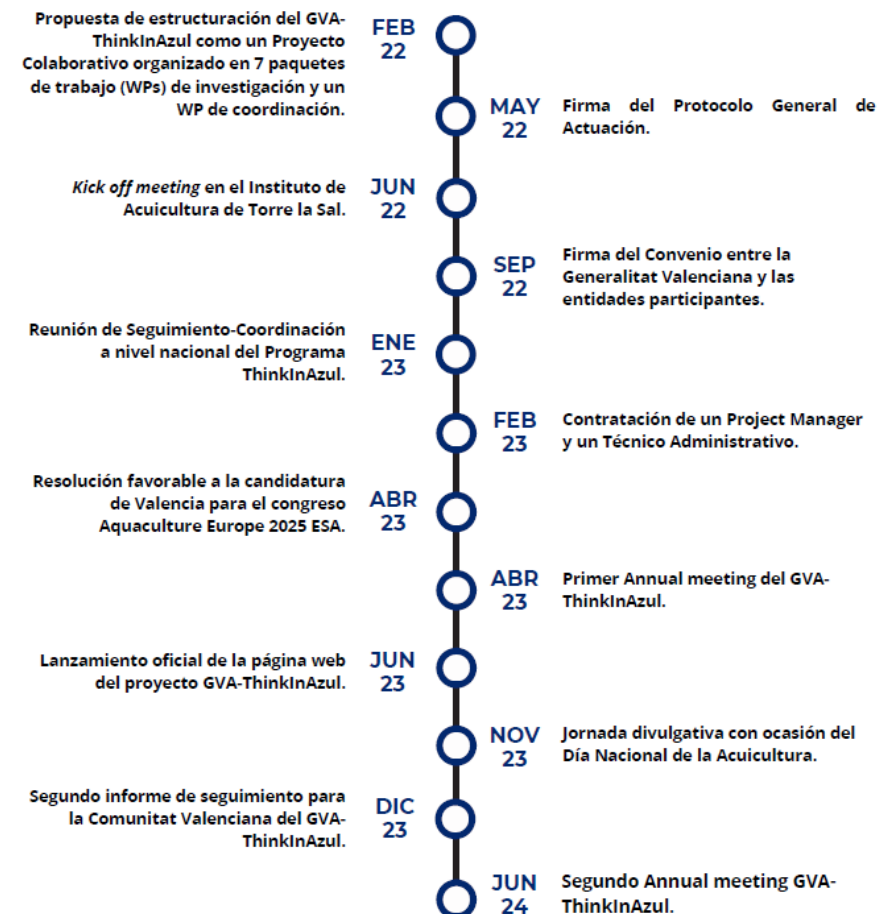 Propuesta de estructuración del GVA-
ThinkInAzul como un Proyecto
Colaborativo organizado en 7 paquetes
de trabajo (WPs) de investigación y un
WP de coordinación.
FEB
22
MAY
22
Firma del Protocolo General de
Actuación.
Kick off meeting en el Instituto de
Acuicultura de Torre la Sal.
JUN
22
SEP
22
Firma del Convenio entre la
Generalitat Valenciana y las
entidades participantes.
Reunión de Seguimiento-Coordinación
a nivel nacional del Programa
ThinkInAzul.
ENE
23
FEB
23
Contratación de un Project Manager
y un Técnico Administrativo.
Resolución favorable a la candidatura
de Valencia para el congreso
Aquaculture Europe 2025 ESA.
ABR
23
ABR
23
Primer Annual meeting del GVA-
ThinkInAzul.
Lanzamiento oficial de la página web
del proyecto GVA-ThinkInAzul.
JUN
23
NOV
23
Jornada divulgativa con ocasión del
Día Nacional de la Acuicultura.
Segundo informe de seguimiento para
la Comunitat Valenciana del GVA-
ThinkInAzul.
DIC
23
JUN
24
Segundo Annual meeting GVA-
ThinkInAzul.